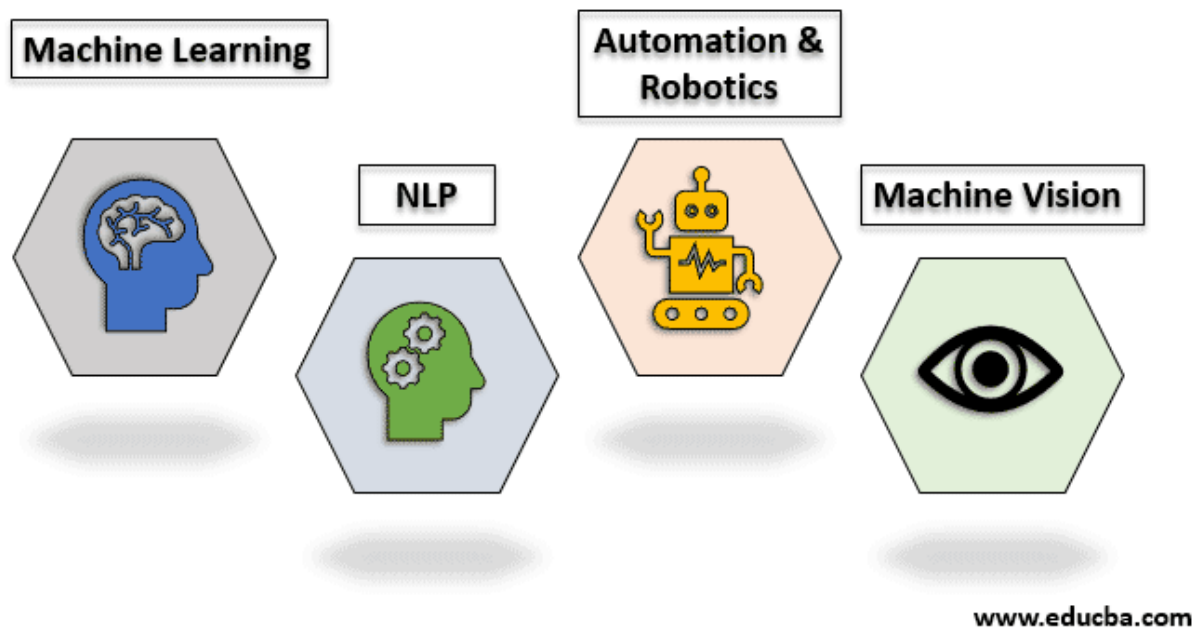 Machine Learning
NLP
Automation &
Robotics
Machine Vision
www.educba.com